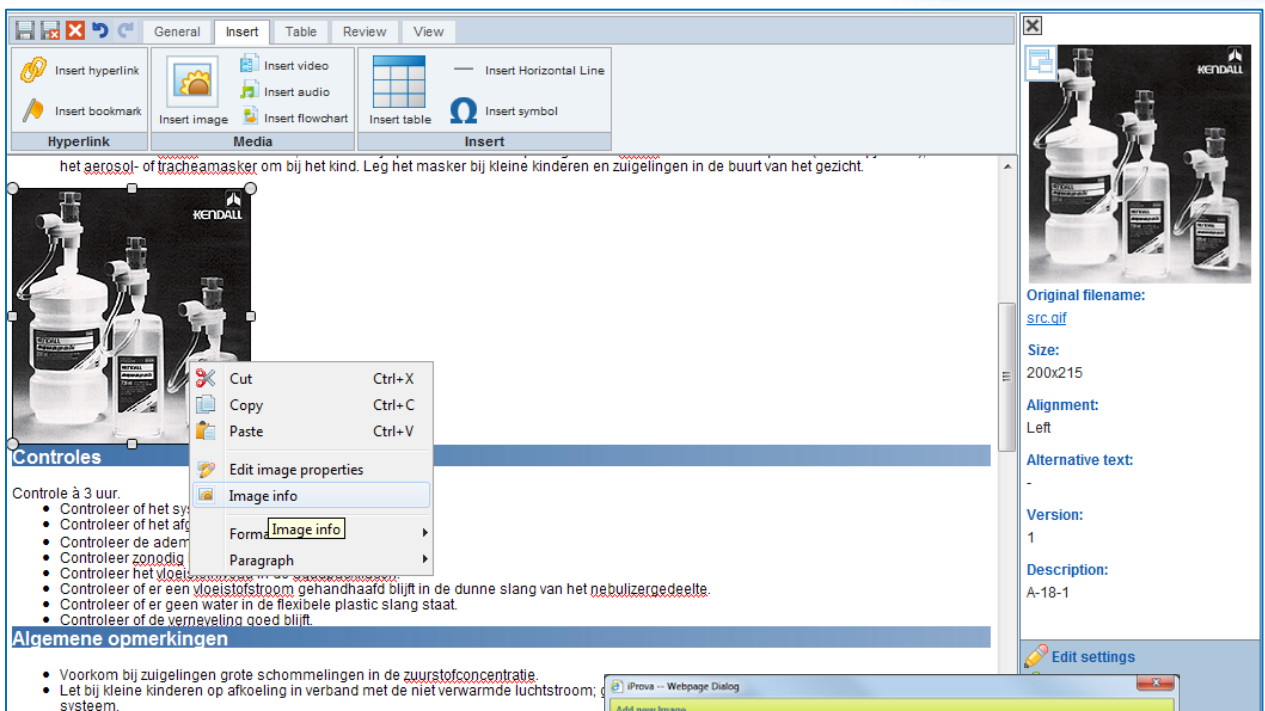 General Insert Table Review View
Insert hyperlink
Insert bookmark
Hyperlink
Insert image
Insert video
Insert audio
Insert flowchart
Media
Insert table
Insert Horizontal Line
Insert symbol
Insert
het aerosol- of tracheamasker om bij het kind. Leg het masker bij kleine kinderen en zuigelingen in de buurt van het gezicht.
KENDALL
Cut Ctrl+X
Copy Ctrl+C
Paste Ctrl+V
Edit image properties
Image info
Image info
Paragraph
Controles
Controle à 3 uur.
• Controleer of het
• Controleer of het
• Controleer de
• Controleer zonodig
• Controleer het
• Controleer of er een vloeistofstroom gehandhaafd blijft in de dunne slang van het nebulizergedeelte.
• Controleer of er geen water in de flexibele plastic slang staat.
• Controleer of de verneveling goed blijft.
Algemene opmerkingen
• Voorkom bij zuigelingen grote schommelingen in de zuurstofconcentratie.
• Let bij kleine kinderen op afkoeling in verband met de niet verwarmde luchtstroom;
systeem.
KENDALL
Original filename:
src.gif
Size:
200x215
Alignment:
Left
Alternative text:
-
Version:
1
Description:
A-18-1
Edit settings
iProva -- Webpage Dialog
Add new Image